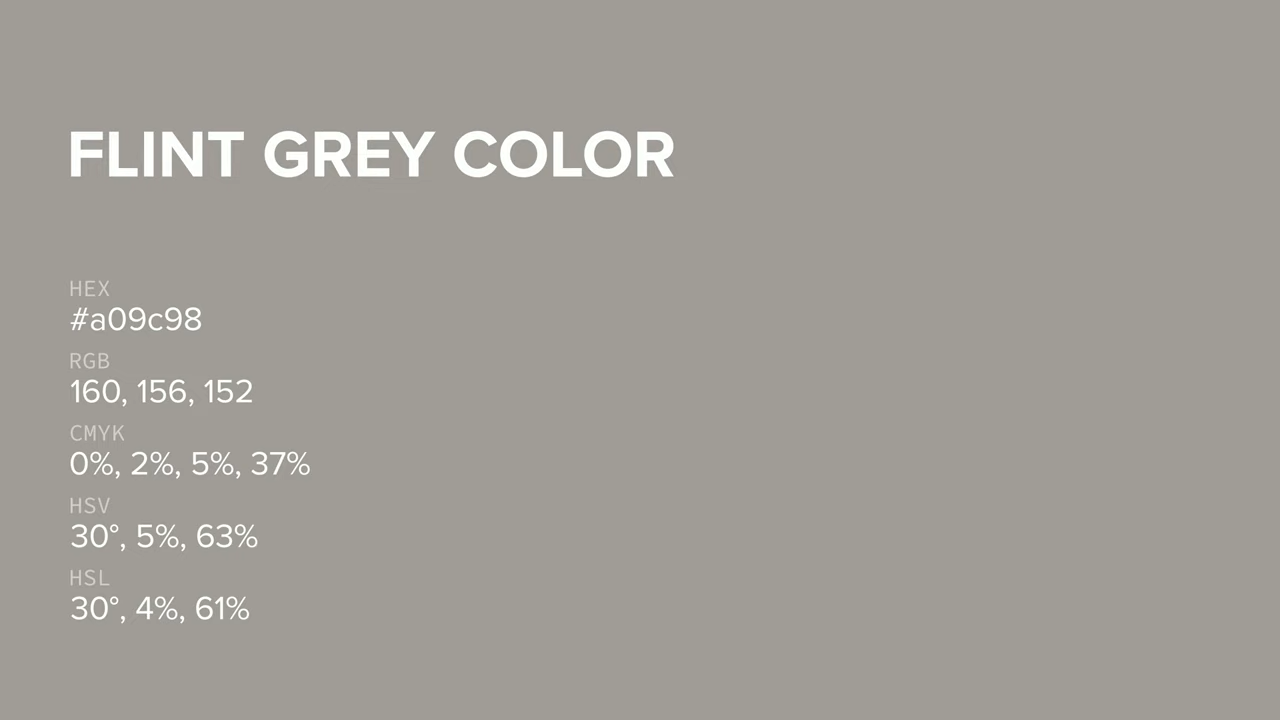 FLINT GREY COLOR
HEX
#a09c98
RGB
160, 156, 152
CMYK
0%, 2%, 5%, 37%
HSV
30°, 5%, 63%
HSL
30°, 4%, 61%